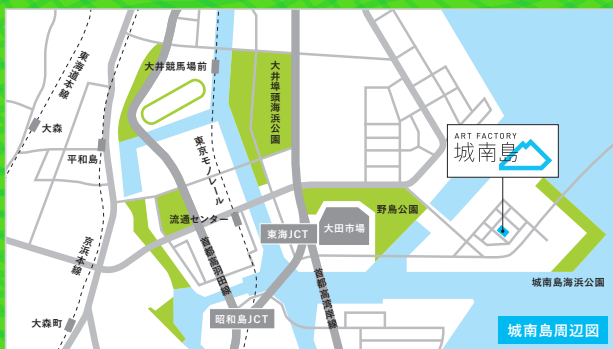 東海道本線
大井競馬場前
大井埠頭海浜公園
大森
平和島
東京モノレール
ART FACTORY
城南島
京浜本線
流通センター
首都高羽田線
東海JCT
大田市場
野鳥公園
首都高湾岸線
城南島海浜公園
昭和島JCT
大森町
城南島周辺図